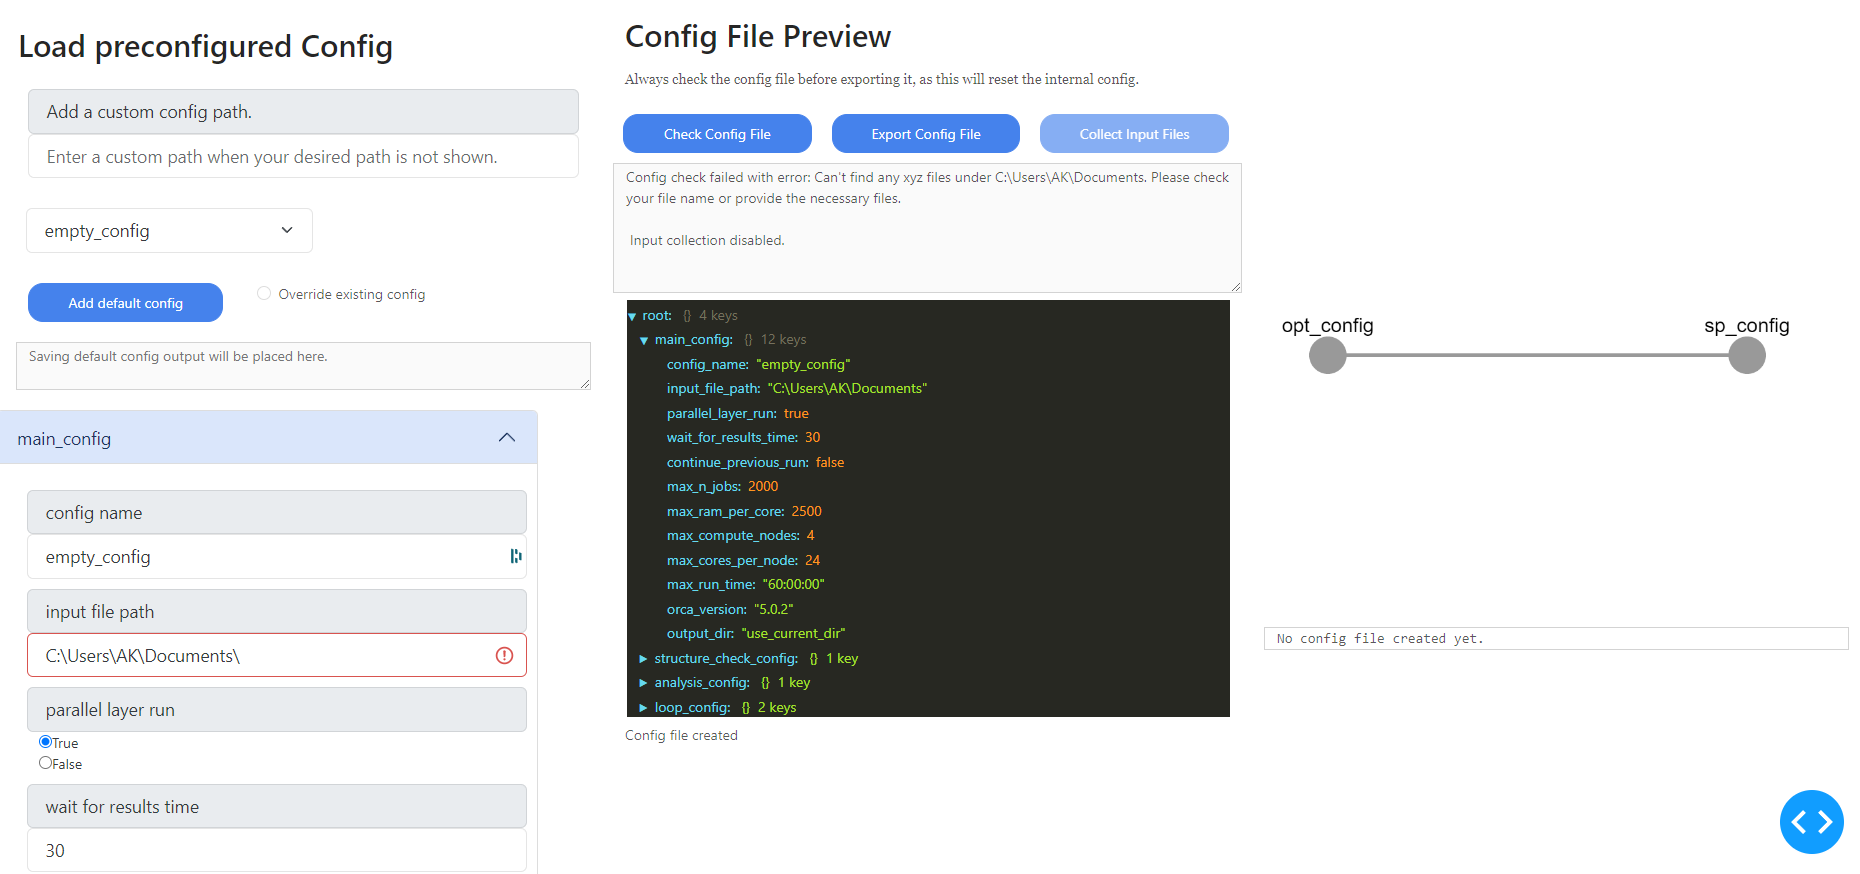 Load preconfigured Config
Add a custom config path.
Enter a custom path when your desired path is not shown.
empty_config
Add default config
Override existing config
Saving default config output will be placed here.
main_config
config name
empty_config
input file path
C:\Users\AK\Documents\
parallel layer run
True
False
wait for results time
30
Config File Preview
Always check the config file before exporting it, as this will reset the internal config.
Check Config File
Export Config File
Collect Input Files
Config check failed with error: Can't find any xyz files under C:\Users\AK\Documents. Please check
your file name or provide the necessary files.
Input collection disabled.
root: {} 4 keys
main_config: {} 12 keys
config_name: "empty_config"
input_file_path: "C:\Users\AK\Documents"
parallel_layer_run: true
wait_for_results_time: 30
continue_previous_run: false
max_n_jobs: 2000
max_ram_per_core: 2500
max_compute_nodes: 4
max_cores_per_node: 24
max_run_time: "60:00:00"
orca_version: "5.0.2"
output_dir: "use_current_dir"
structure_check_config: {} 1 key
analysis_config: {} 1 key
loop_config: {} 2 keys
Config file created
opt_config
sp_config
No config file created yet.